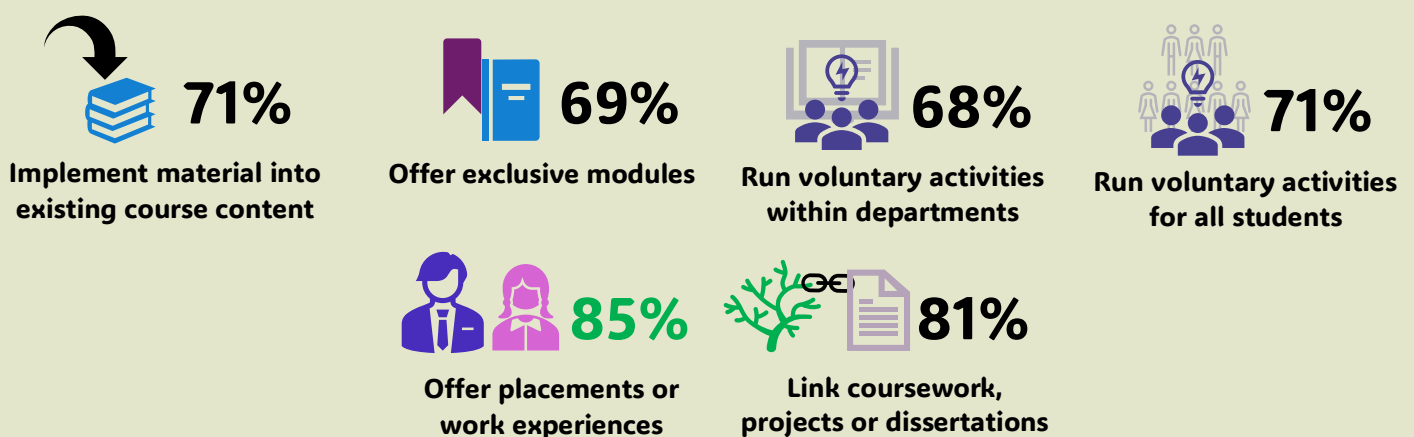 71%
Implement material into
existing course content
69%
Offer exclusive modules
68%
Run voluntary activities
within departments
71%
Run voluntary activities
for all students
85%
Offer placements or
work experiences
81%
Link coursework,
projects or dissertations